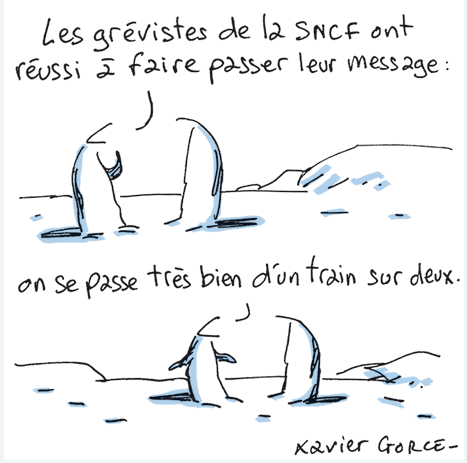 Les grévistes de la SNCF ont
réussi à faire passer leur message :
on se passe très bien d'un train sur deux.
Xavier GORCE-